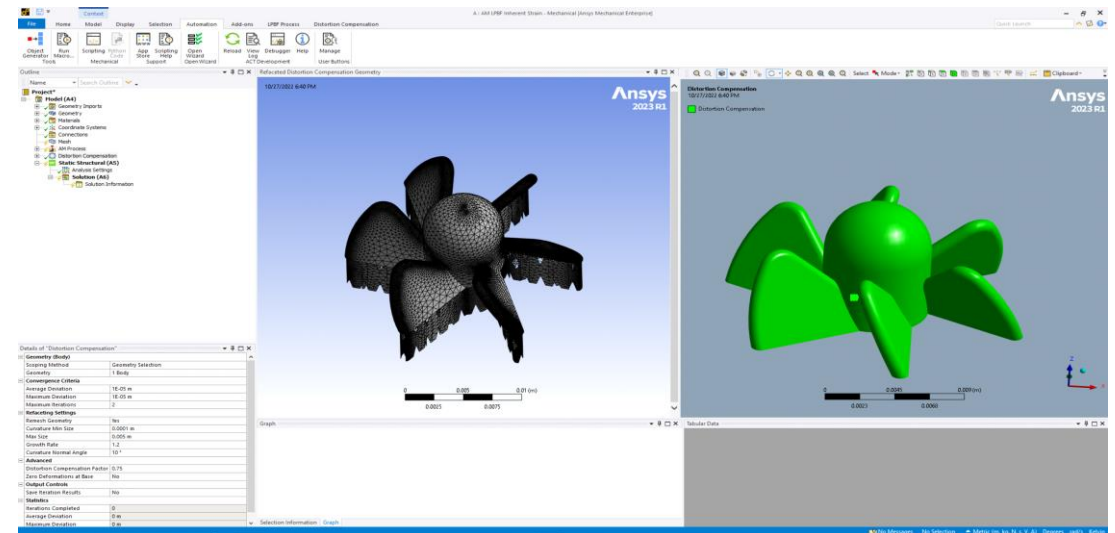 A : AM LPBF Inherent Strain - Mechanical [Ansys Mechanical Enterprise]
Context
File Home Model Display Selection Automation Add-ons LPBF Process Distortion Compensation
Quick Search
Object Generator
Run Macro...
Tools
Scripting
Python Code
Mechanical
App Store
Scripting Help
Support
Open Wizard
Open Wizard
Reload
View Log
Debugger
Help
ACT Development
Manage
User Buttons
Outline
Name
Search Outline
Project*
Model (A4)
Geometry Imports
Geometry
Materials
Coordinate Systems
Connections
Mesh
AM Process
Distortion Compensation
Static Structural (A5)
Analysis Settings
Solution (A6)
Solution Information
Details of "Distortion Compensation"
Geometry (Body)
Scoping Method Geometry Selection
Geometry 1 Body
Convergence Criteria
Average Deviation 1E-05 m
Maximum Deviation 1E-05 m
Maximum Iterations 2
Refaceting Settings
Remesh Geometry Yes
Curvature Min Size 0.0001 m
Max Size 0.005 m
Growth Rate 1.2
Curvature Normal Angle 10 °
Advanced
Distortion Compensation Factor 0.75
Zero Deformations at Base No
Output Controls
Save Iteration Results No
Statistics
Iterations Completed 0
Average Deviation 0 m
Maximum Deviation 0 m
Refaceted Distortion Compensation Geometry
10/27/2022 6:40 PM
Ansys
2023 R1
0 0.005 0.01 (m)
0.0025 0.0075
Graph
Selection Information Graph
Select Mode
Clipboard
Distortion Compensation
10/27/2022 6:40 PM
Distortion Compensation
Ansys
2023 R1
Z
X
0 0.0045 0.009 (m)
Tabular Data
No Messages No Selection Metric (m, kg, N, s, V, A) Degrees rad/s Kelvin